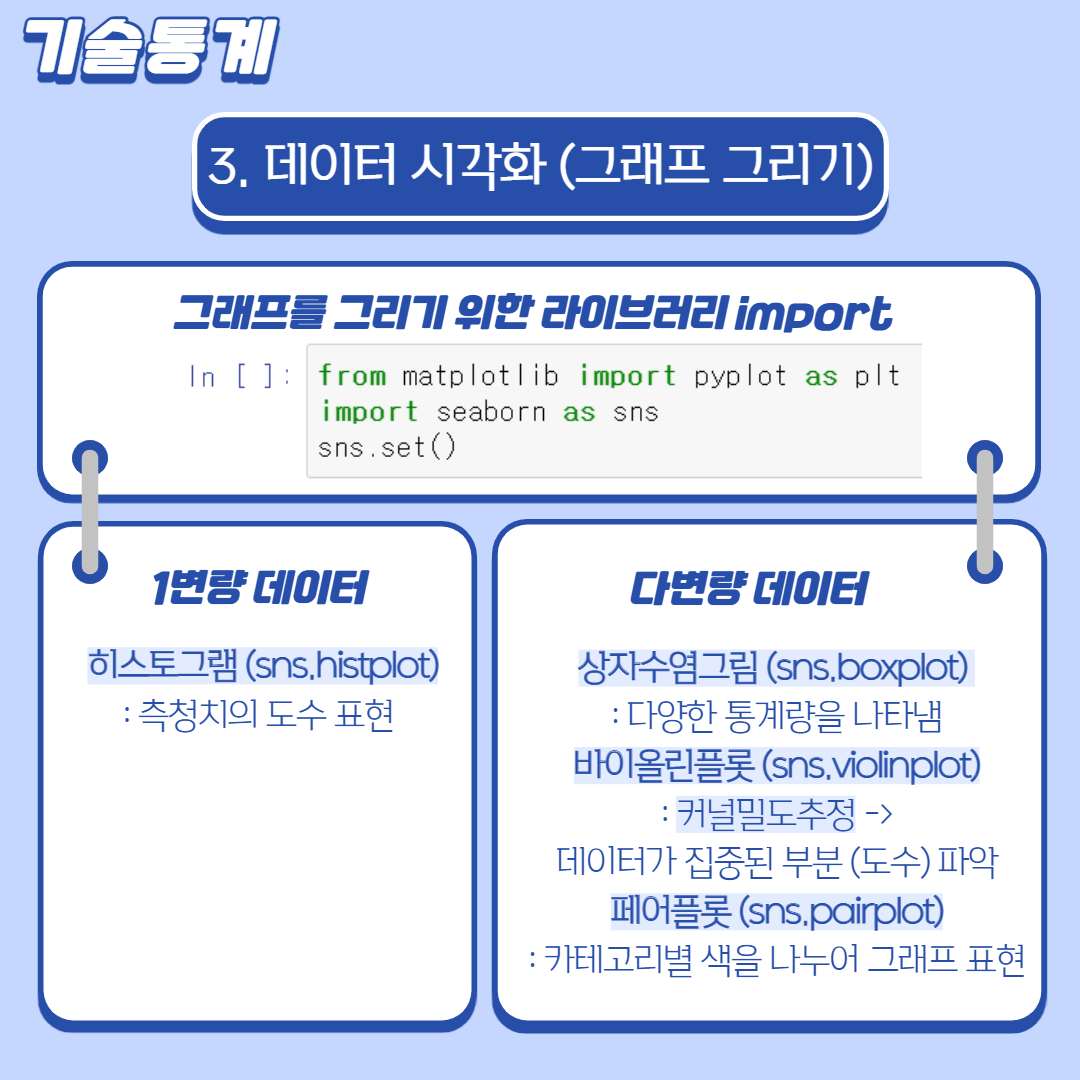 기술통계
3. 데이터 시각화 (그래프 그리기)
그래프를 그리기 위한 라이브러리 import
In [ ]:
from matplotlib import pyplot as plt
import seaborn as sns
sns.set()
1변량 데이터
히스토그램 (sns.histplot)
: 측청치의 도수 표현
다변량 데이터
상자수염그림 (sns.boxplot)
: 다양한 통계량을 나타냄
바이올린플롯 (sns.violinplot)
: 커널밀도추정 ->
데이터가 집중된 부분 (도수) 파악
페어플롯 (sns.pairplot)
: 카테고리별 색을 나누어 그래프 표현